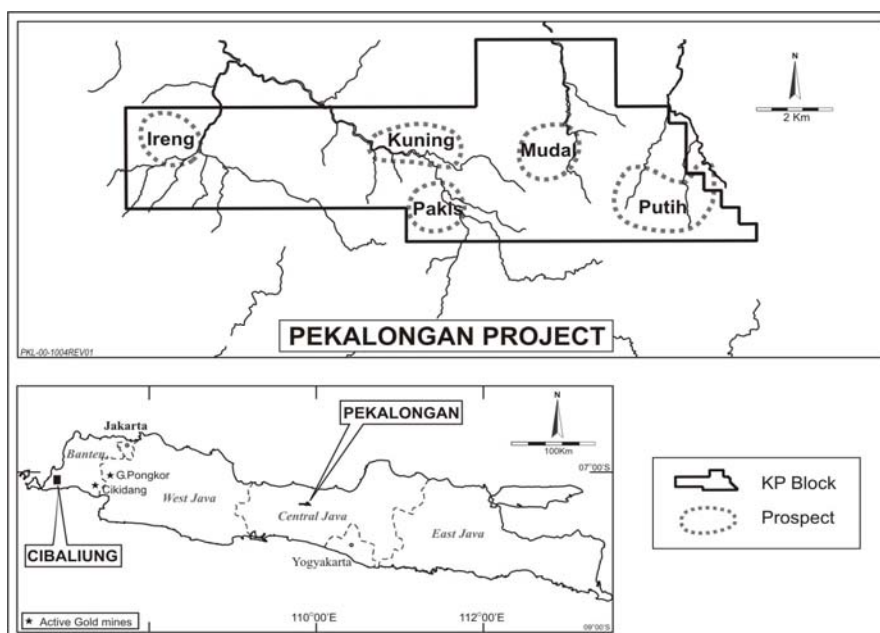 N
2 Km
Ireng
Kuning
Mudal
Pakis
Putih
PEKALONGAN PROJECT
PKL-00-1004REV01
PEKALONGAN
N
100Km
Jakarta
Banten
07°00'S
G.Pongkor
Cikidang
West Java
Central Java
East Java
CIBALIUNG
Yogyakarta
Active Gold mines
110°00'E
112°00'E
09°00'S
KP Block
Prospect